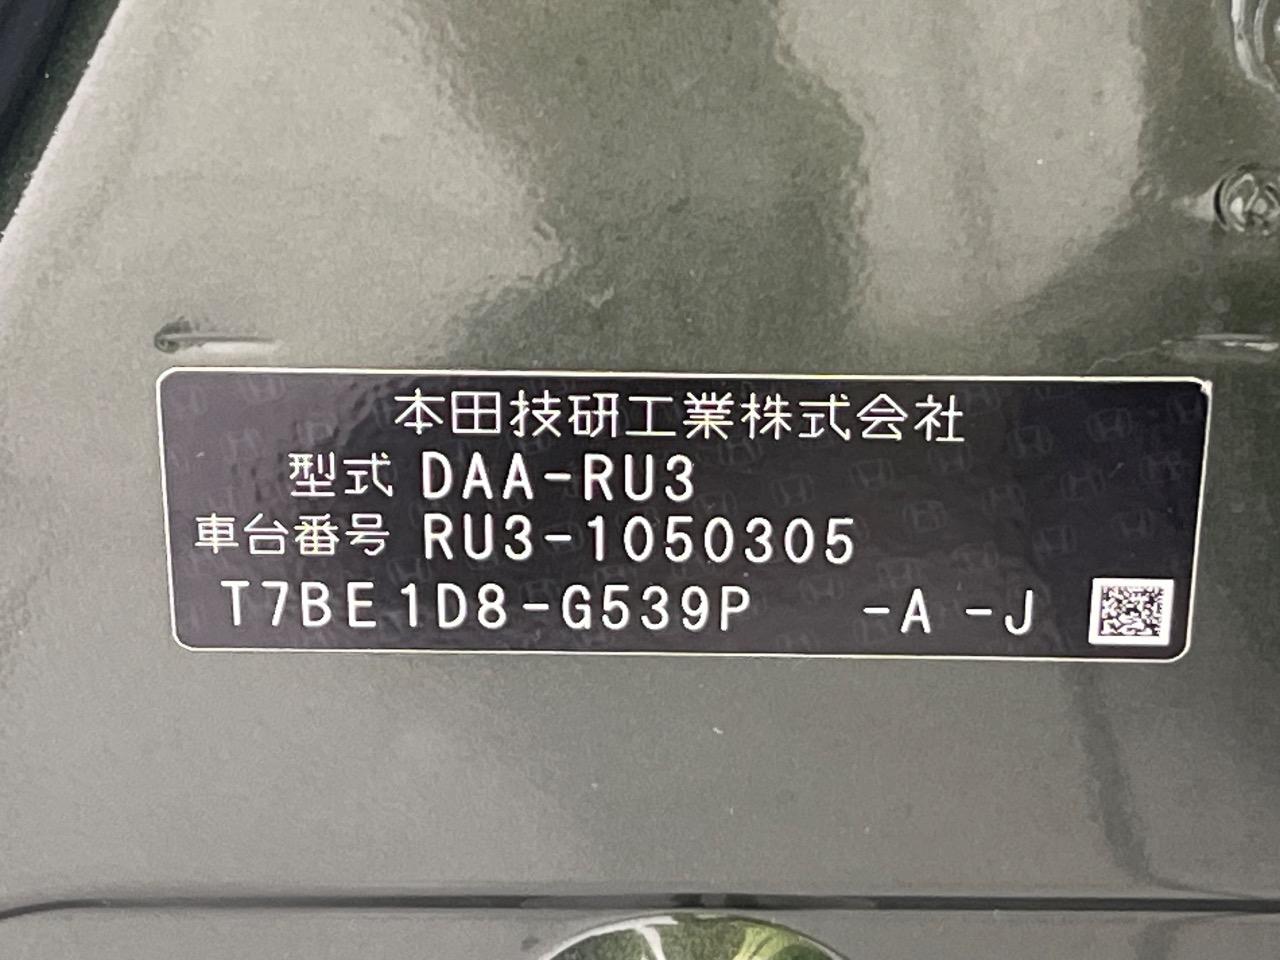 本田技研工業株式会社
型式 DAA-RU3
車台番号 RU3-1050305
T7BE1D8-G539P -A -J